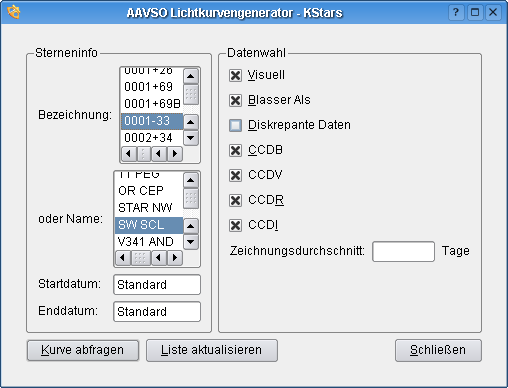 AAVSO Lichtkurvengenerator - KStars
Sterneninfo
Bezeichnung:
0001+26
0001+69
0001+69B
0001-33
0002+34
oder Name:
TT PEG
OR CEP
STAR NW
SW SCL
V341 AND
Startdatum: Standard
Enddatum: Standard
Datenwahl
Visuell
Blasser Als
Diskrepante Daten
CCDB
CCDV
CCDR
CCDI
Zeichnungsdurchschnitt: Tage
Kurve abfragen
Liste aktualisieren
Schließen